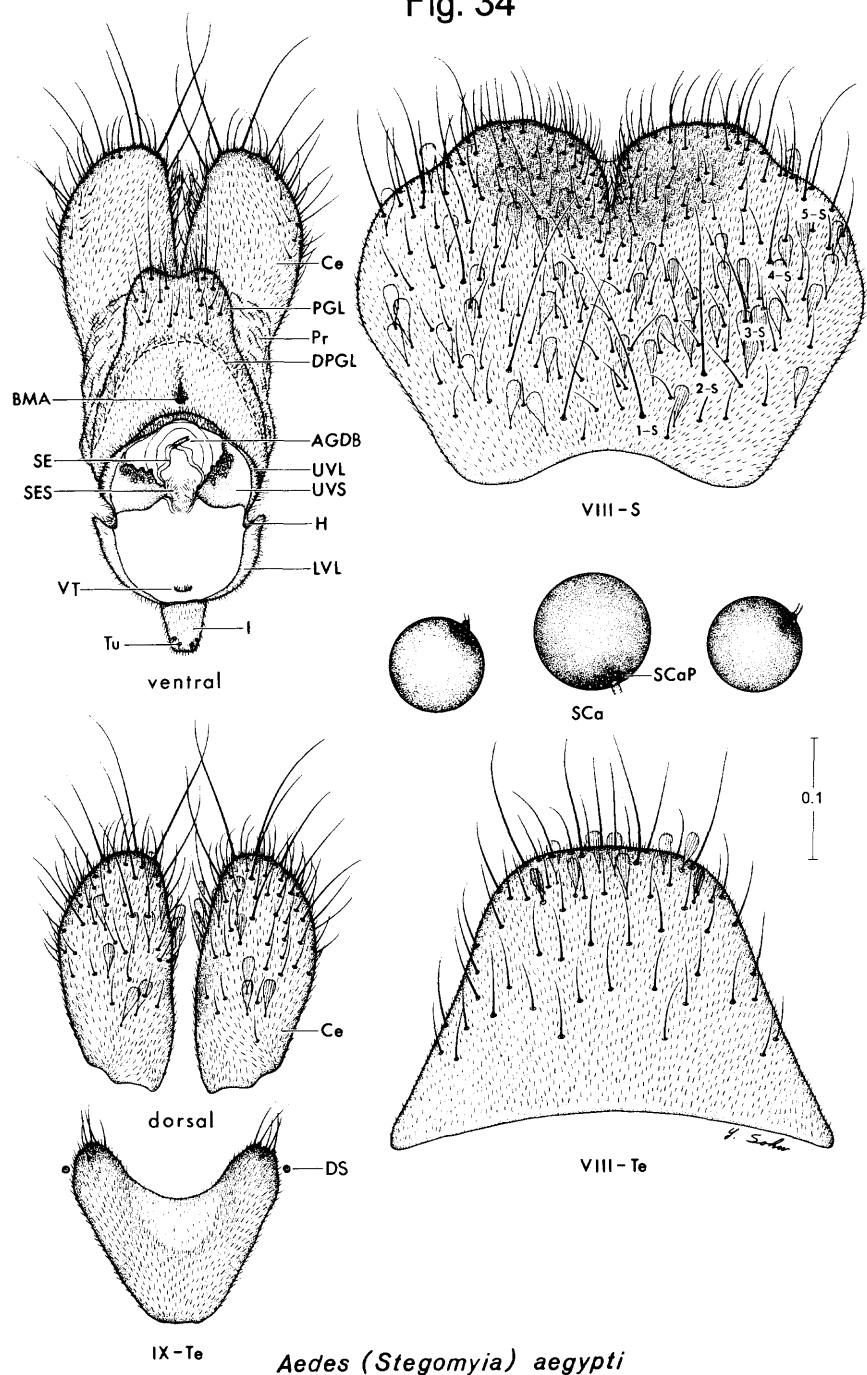 Fig. 34
Ce
PGL
Pr
DPGL
BMA
AGDB
SE
UVL
SES
UVS
H
LVL
VT
I
Tu
ventral
5-S
4-S
3-S
2-S
1-S
VIII-S
SCaP
SCa
0.1
Ce
dorsal
DS
IX-Te
VIII-Te
Aedes (Stegomyia) aegypti